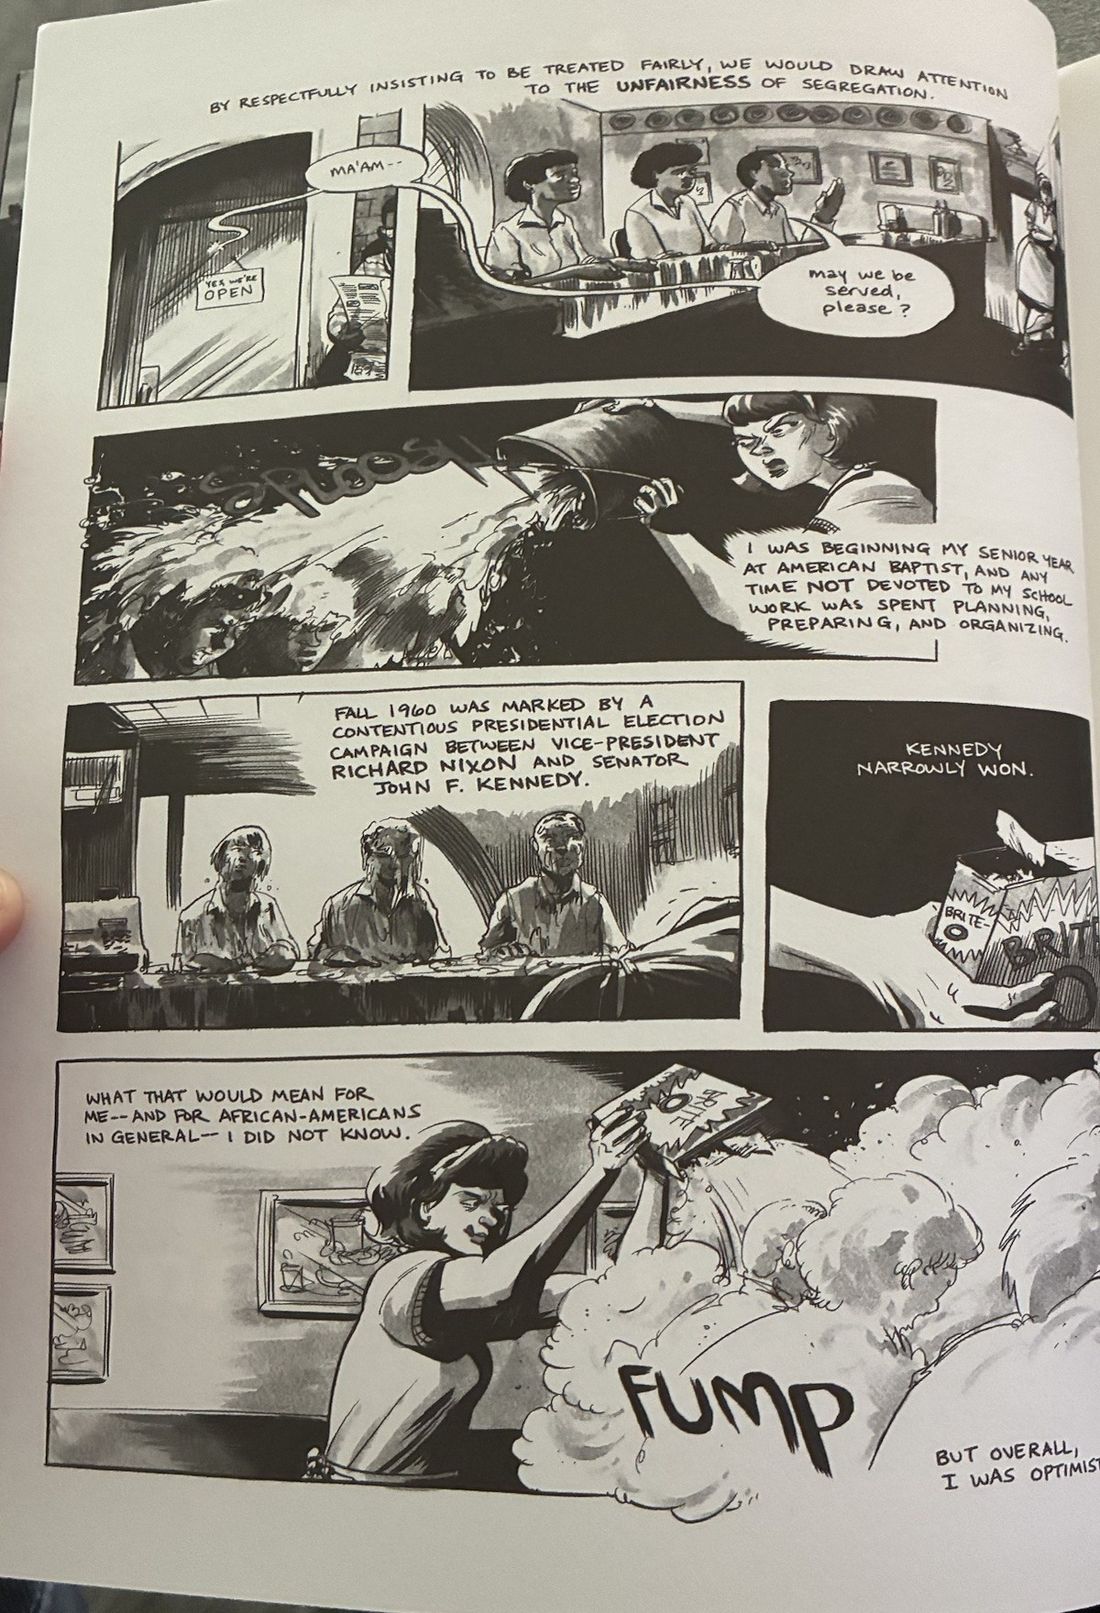 BY RESPECTFULLY INSISTING TO BE TREATED FAIRLY, WE WOULD DRAW ATTENTION
TO THE UNFAIRNESS OF SEGREGATION.
MA'AM--
YES WE'RE
OPEN
may we be
served,
please?
SPLOOSH
I WAS BEGINNING MY SENIOR YEAR
AT AMERICAN BAPTIST, AND ANY
TIME NOT DEVOTED TO MY SCHOOL
WORK WAS SPENT PLANNING,
PREPARING, AND ORGANIZING.
FALL 1960 WAS MARKED BY A
CONTENTIOUS PRESIDENTIAL ELECTION
CAMPAIGN BETWEEN VICE-PRESIDENT
RICHARD NIXON AND SENATOR
JOHN F. KENNEDY.
KENNEDY
NARROWLY WON.
BRITE-
BRITE
WHAT THAT WOULD MEAN FOR
ME--AND FOR AFRICAN-AMERICANS
IN GENERAL-- I DID NOT KNOW.
FUMP
BUT OVERALL,
I WAS OPTIMIST